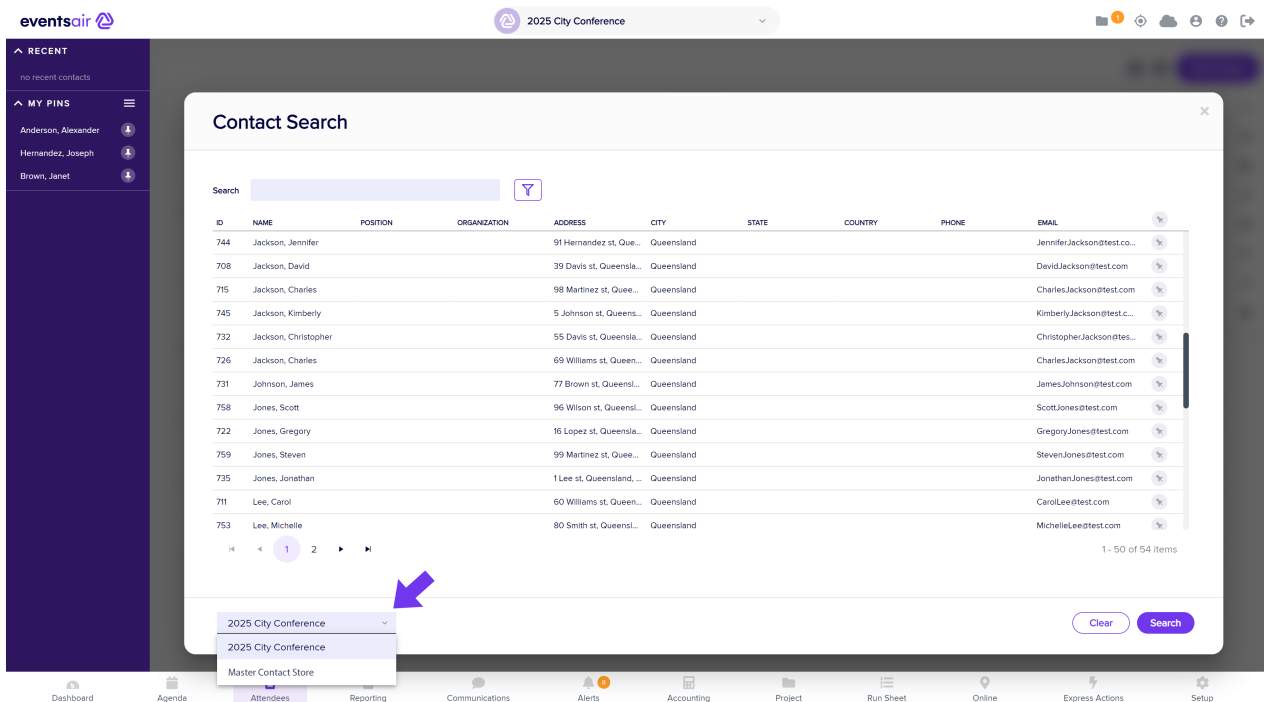 eventsair
2025 City Conference
1
RECENT
no recent contacts
MY PINS
Anderson, Alexander
Hernandez, Joseph
Brown, Janet
Contact Search
Search
ID NAME POSITION ORGANIZATION ADDRESS CITY STATE COUNTRY PHONE EMAIL
744 Jackson, Jennifer 91 Hernandez st, Que... Queensland JenniferJackson@test.co...
708 Jackson, David 39 Davis st, Queensla... Queensland DavidJackson@test.com
715 Jackson, Charles 98 Martinez st, Quee... Queensland CharlesJackson@test.com
745 Jackson, Kimberly 5 Johnson st, Queens... Queensland KimberlyJackson@test.c...
732 Jackson, Christopher 55 Davis st, Queensla... Queensland ChristopherJackson@tes...
726 Jackson, Charles 69 Williams st, Queen... Queensland CharlesJackson@test.com
731 Johnson, James 77 Brown st, Queensl... Queensland JamesJohnson@test.com
758 Jones, Scott 96 Wilson st, Queensl... Queensland ScottJones@test.com
722 Jones, Gregory 16 Lopez st, Queensla... Queensland GregoryJones@test.com
759 Jones, Steven 99 Martinez st, Quee... Queensland StevenJones@test.com
735 Jones, Jonathan 1 Lee st, Queensland, ... Queensland JonathanJones@test.com
711 Lee, Carol 60 Williams st, Queen... Queensland CarolLee@test.com
753 Lee, Michelle 80 Smith st, Queensl... Queensland MichelleLee@test.com
1 2 1 - 50 of 54 items
2025 City Conference Clear Search
2025 City Conference
Master Contact Store
8
Dashboard Agenda Attendees Reporting Communications Alerts Accounting Project Run Sheet Online Express Actions Setup